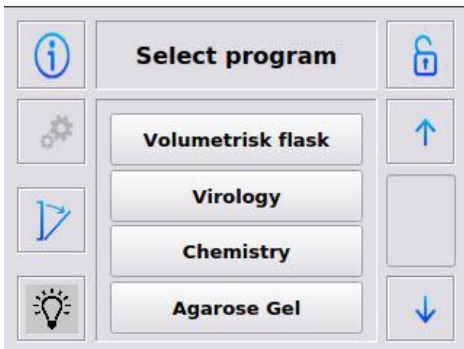 Select program
Volumetrisk flask
Virology
Chemistry
Agarose Gel